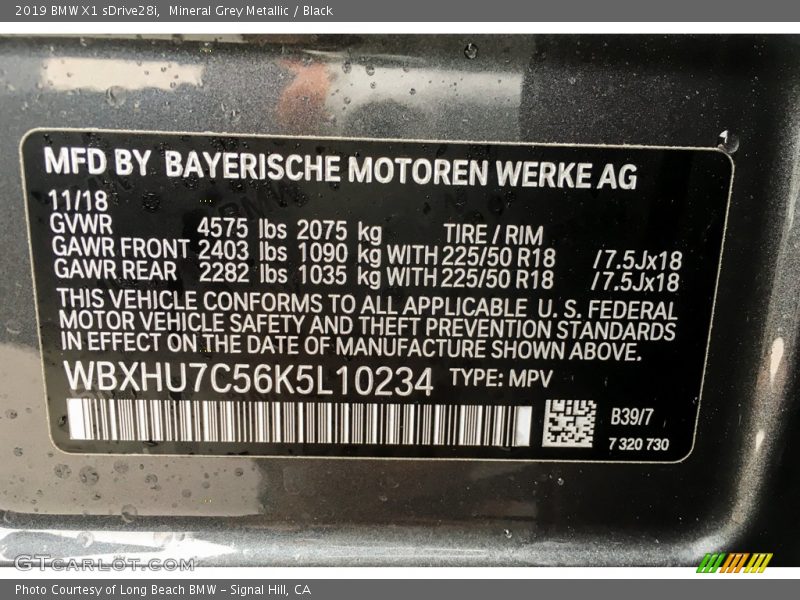 2019 BMW X1 sDrive28i, Mineral Grey Metallic / Black
MFD BY BAYERISCHE MOTOREN WERKE AG
11/18
GVWR 4575 lbs 2075 kg TIRE / RIM
GAWR FRONT 2403 lbs 1090 kg WITH 225/50 R18 /7.5Jx18
GAWR REAR 2282 lbs 1035 kg WITH 225/50 R18 /7.5Jx18
THIS VEHICLE CONFORMS TO ALL APPLICABLE U. S. FEDERAL
MOTOR VEHICLE SAFETY AND THEFT PREVENTION STANDARDS
IN EFFECT ON THE DATE OF MANUFACTURE SHOWN ABOVE.
WBXHU7C56K5L10234 TYPE: MPV
B39/7
7 320 730
GTCARLOT.COM
Photo Courtesy of Long Beach BMW - Signal Hill, CA